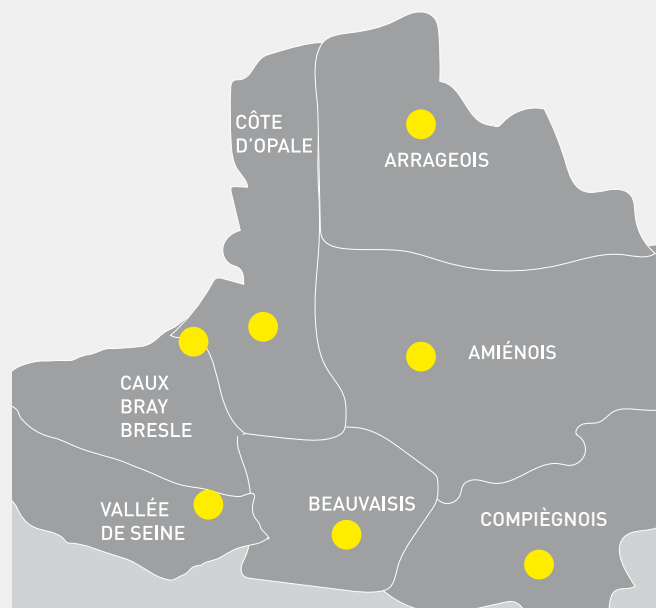 CÔTE
D'OPALE
ARRAGEOIS
AMIÉNOIS
CAUX
BRAY
BRESLE
VALLÉE
DE SEINE
BEAUVAISIS
COMPIÈGNOIS